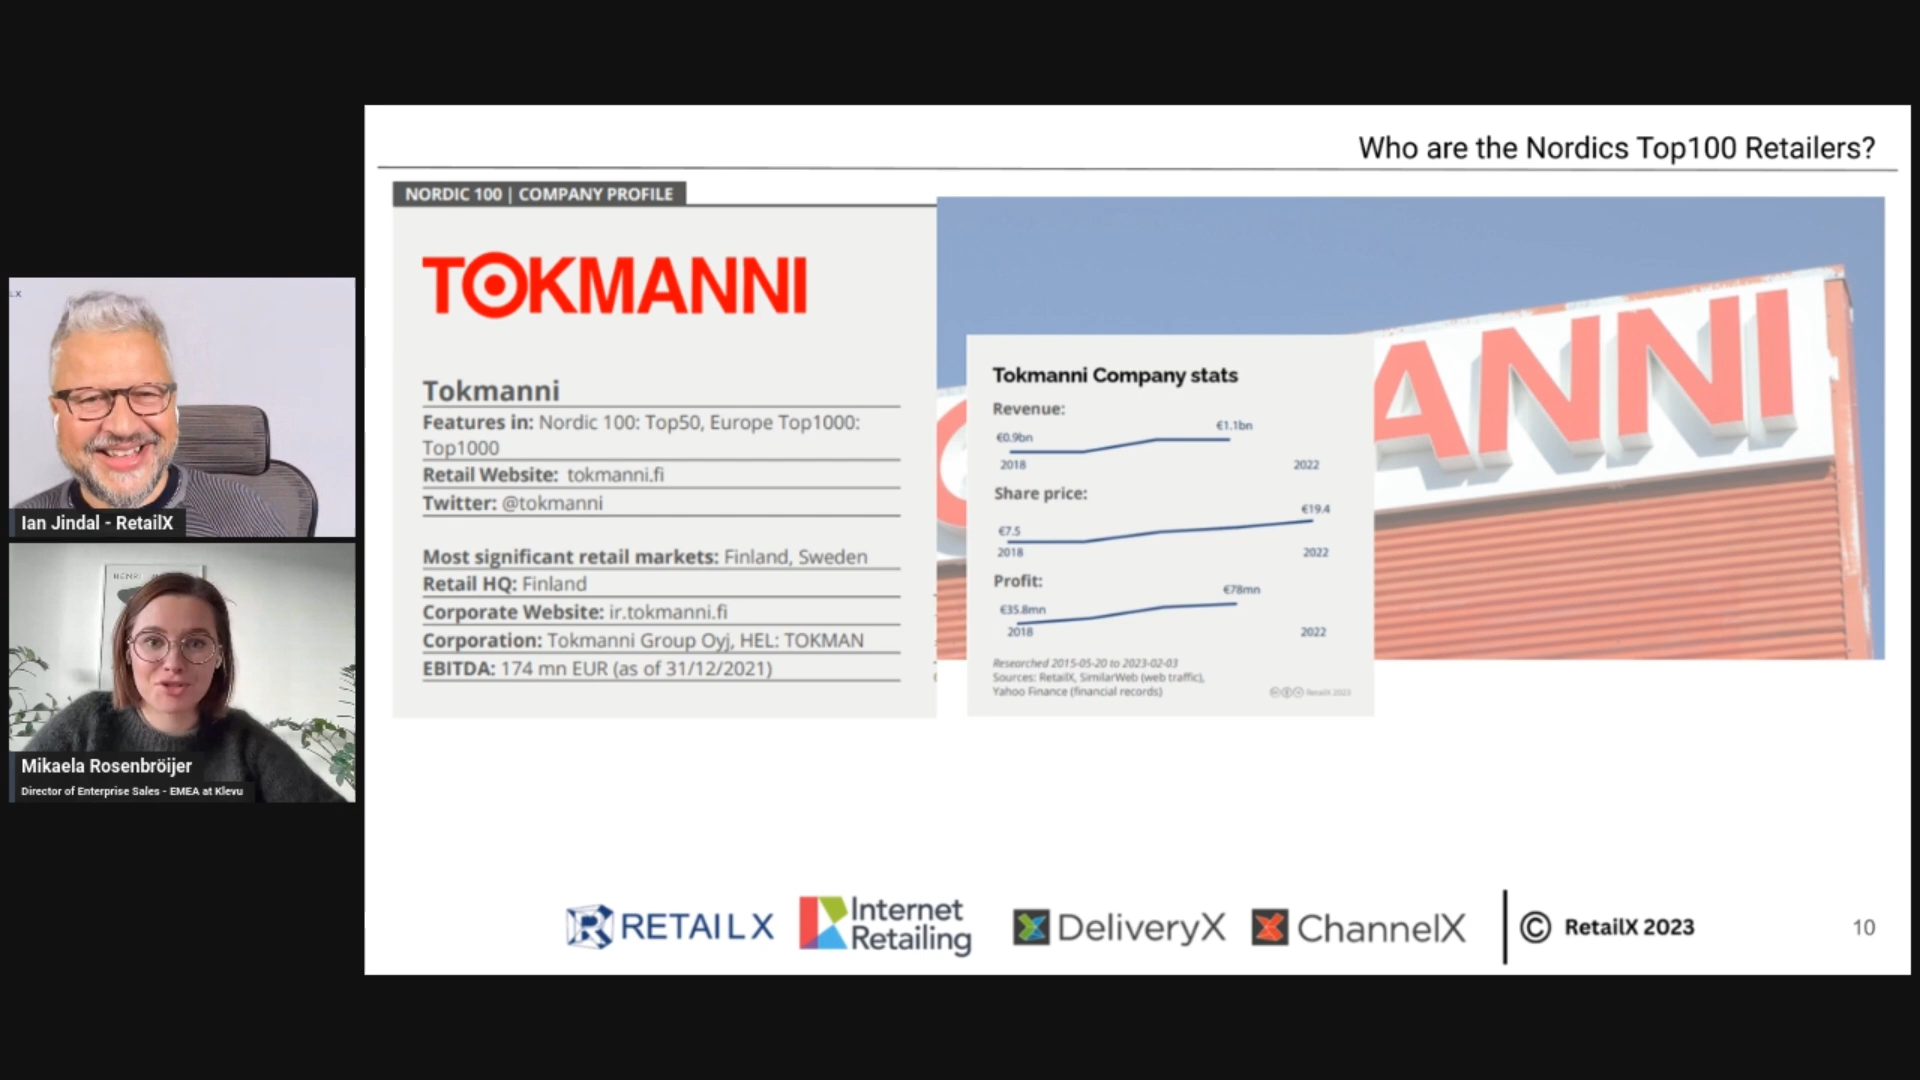 Who are the Nordics Top100 Retailers?
NORDIC 100 | COMPANY PROFILE
TOKMANNI
Tokmanni
Features in: Nordic 100: Top50, Europe Top1000:
Top1000
Retail Website: tokmanni.fi
Twitter: @tokmanni
Most significant retail markets: Finland, Sweden
Retail HQ: Finland
Corporate Website: ir.tokmanni.fi
Corporation: Tokmanni Group Oyj, HEL: TOKMAN
EBITDA: 174 mn EUR (as of 31/12/2021)
ANNI
Tokmanni Company stats
Revenue:
€0.9bn
€1.1bn
2018
2022
Share price:
€7.5
€19.4
2018
2022
Profit:
€35.8mn
€78mn
2018
2022
Researched 2015-05-20 to 2023-02-03
Sources: RetailX, SimilarWeb (web traffic),
Yahoo Finance (financial records)
RetailX 2023
LX
Ian Jindal - RetailX
Mikaela Rosenbröijer
Director of Enterprise Sales - EMEA at Klevu
RETAILX
Internet
Retailing
DeliveryX
ChannelX
© RetailX 2023
10